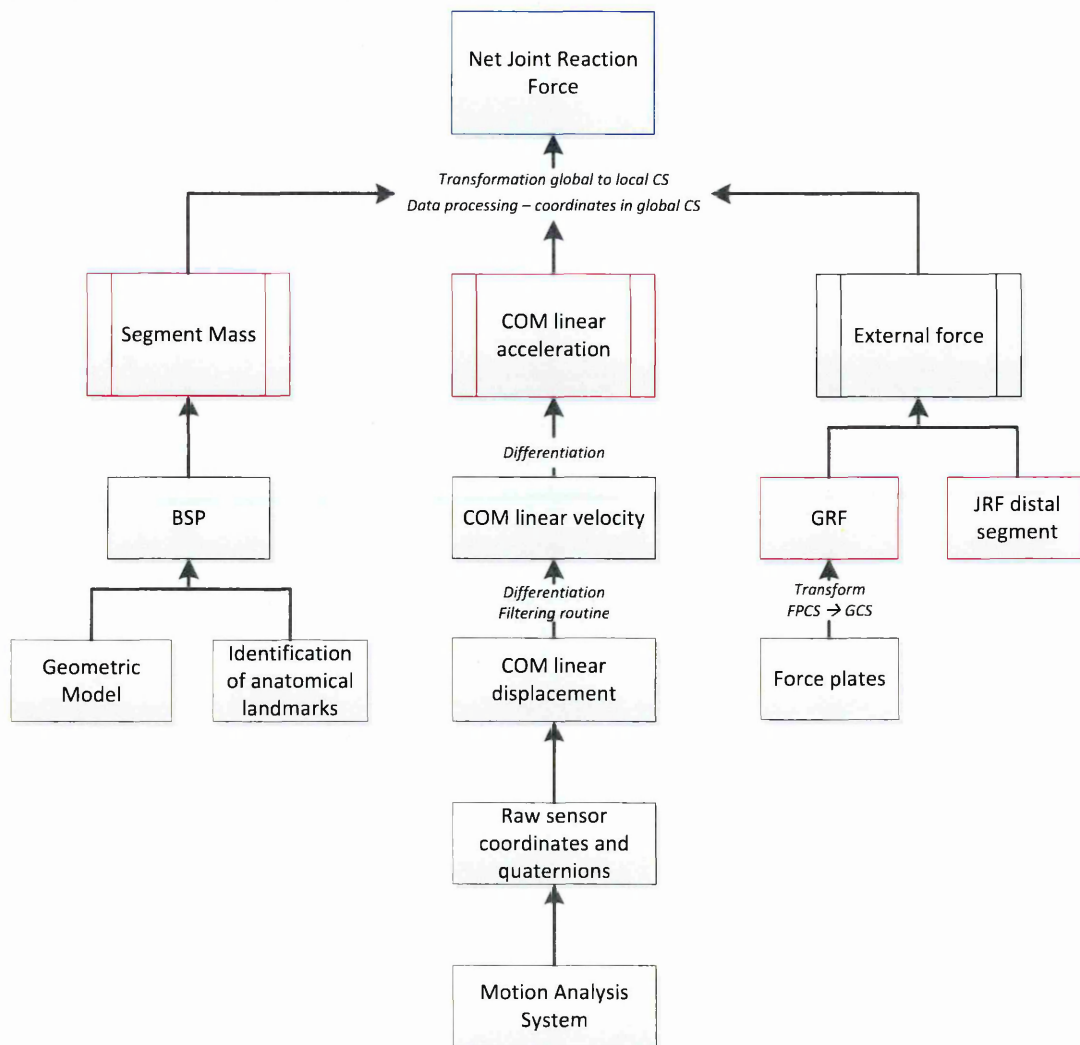 Net Joint Reaction
Force
Transformation global to local CS
Data processing – coordinates in global CS
Segment Mass
COM linear
acceleration
External force
Differentiation
BSP
COM linear velocity
GRF
JRF distal
segment
Differentiation
Filtering routine
Transform
FPCS → GCS
Geometric
Model
Identification
of anatomical
landmarks
COM linear
displacement
Force plates
Raw sensor
coordinates and
quaternions
Motion Analysis
System